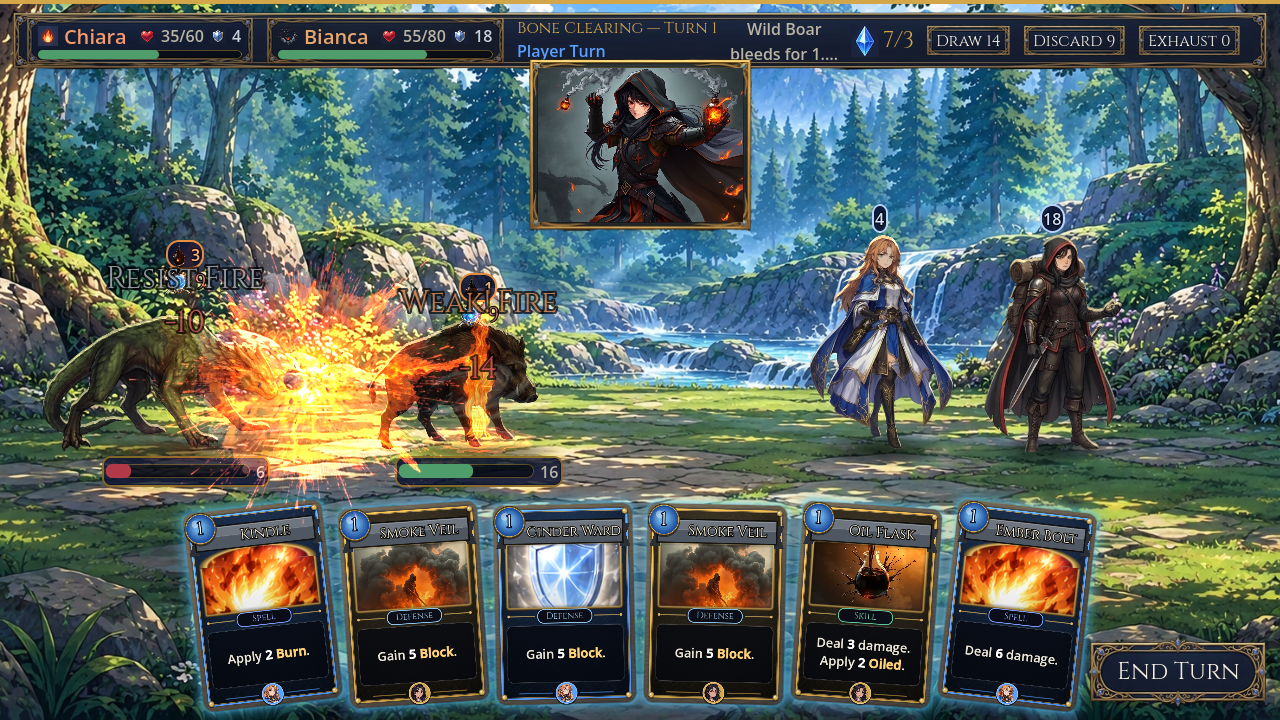 Chiara 35/60 4
Bianca 55/80 18
Bone Clearing — Turn 1
Player Turn
Wild Boar
bleeds for 1....
7/3
Draw 14
Discard 9
Exhaust 0
4
18
3
Resist Fire
9
-10
1
Weak! Fire
9
-14
6
16
1
Kindle
Spell
Apply 2 Burn.
1
Smoke Veil
Defense
Gain 5 Block.
1
Cinder Ward
Defense
Gain 5 Block.
1
Smoke Veil
Defense
Gain 5 Block.
1
Oil Flask
Skill
Deal 3 damage.
Apply 2 Oiled.
1
Ember Bolt
Spell
Deal 6 damage.
End Turn